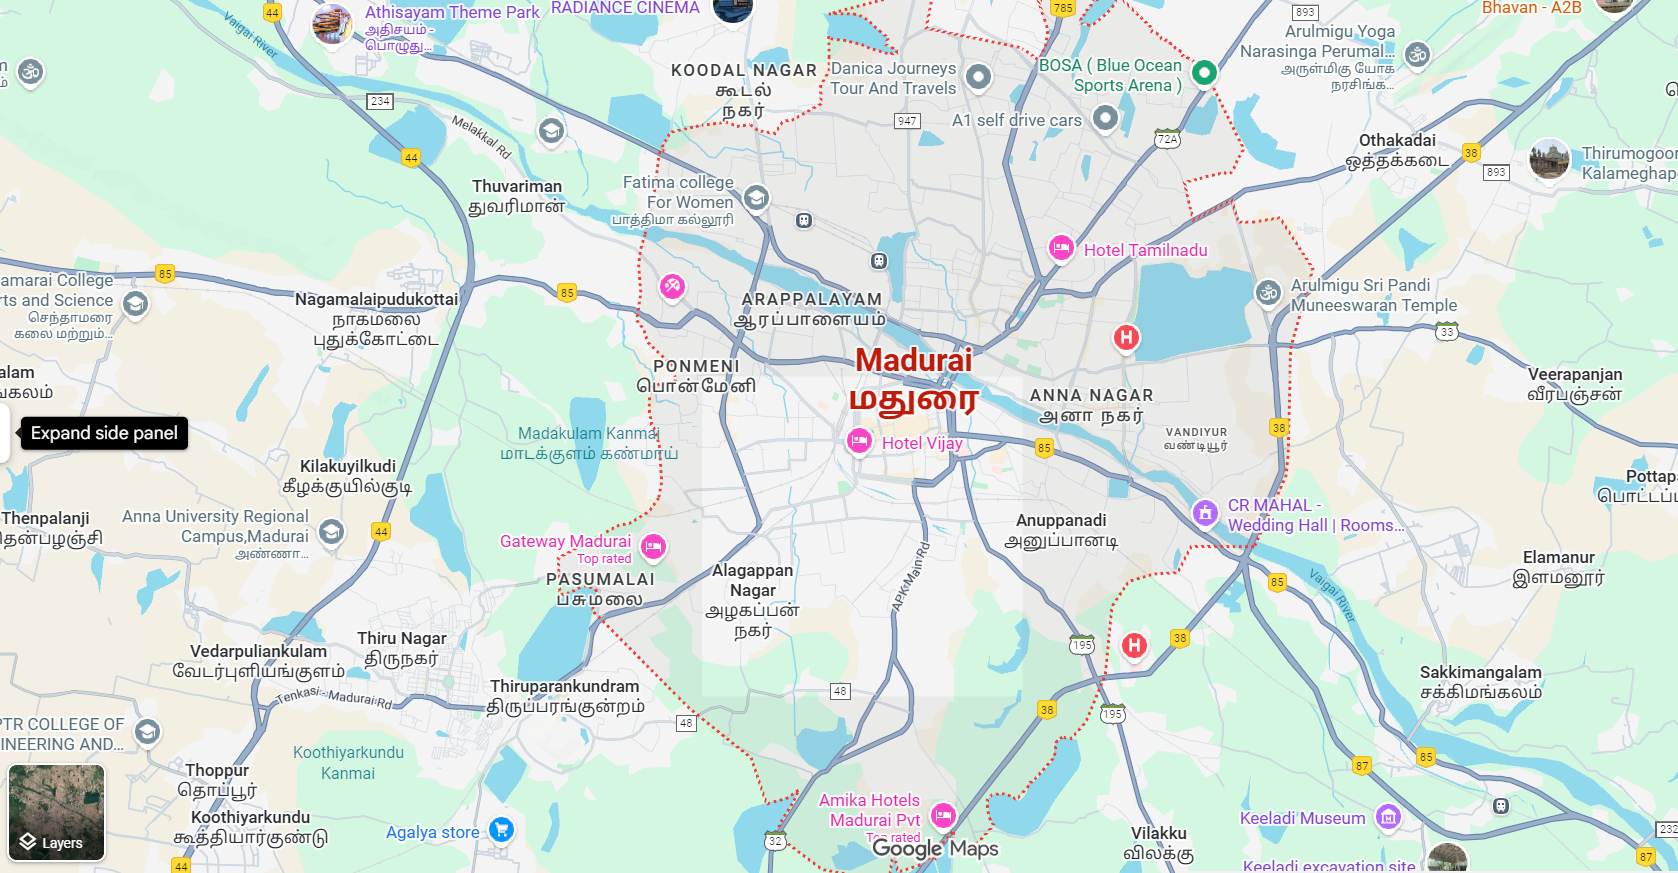 44
Athisayam Theme Park
அதிசயம் -
பொழுது...
RADIANCE CINEMA
785
893
Bhavan - A2B
Vaigai River
Arulmigu Yoga
Narasinga Perumal...
அருள்மிகு யோக
நரசிங்க...
KOODAL NAGAR
கூடல்
நகர்
Danica Journeys
Tour And Travels
BOSA ( Blue Ocean
Sports Arena )
234
Melakkal Rd
947
A1 self drive cars
72A
Othakadai
ஒத்தக்கடை
38
893
Thirumogoor
Kalameghape
44
Thuvariman
துவரிமான்
Fatima college
For Women
பாத்திமா கல்லூரி
Hotel Tamilnadu
85
amarai College
rts and Science
செந்தாமரை
கலை மற்றும்...
Nagamalaipudukottai
நாகமலை
புதுக்கோட்டை
85
ARAPPALAYAM
ஆரப்பாளையம்
Arulmigu Sri Pandi
Muneeswaran Temple
33
PONMENI
பொன்மேனி
Madurai
மதுரை
ANNA NAGAR
அனா நகர்
Veerapanjan
வீரபஞ்சன்
alam
ங்கலம்
Expand side panel
Madakulam Kanmai
மாடக்குளம் கண்மாய்
Hotel Vijay
85
VANDIYUR
வண்டியூர்
38
Kilakuyilkudi
கீழக்குயில்குடி
Pottapa
பொட்டப்ப
Thenpalanji
தென்பழஞ்சி
Anna University Regional
Campus,Madurai
அண்ணா...
44
CR MAHAL -
Wedding Hall | Rooms...
Anuppanadi
அனுப்பானடி
Gateway Madurai
Top rated
PASUMALAI
பசுமலை
Alagappan
Nagar
அழகப்பன்
நகர்
APK Main Rd
Elamanur
இளமனூர்
85
Vaigai River
Thiru Nagar
திருநகர்
Vedarpuliankulam
வேடர்புளியங்குளம்
195
38
Tenkasi - Madurai Rd
Thiruparankundram
திருப்பரங்குன்றம்
48
48
38
195
Sakkimangalam
சக்கிமங்கலம்
PTR COLLEGE OF
INEERING AND...
Koothiyarkundu
Kanmai
Thoppur
தொப்பூர்
87
85
Layers
Koothiyarkundu
கூத்தியார்குண்டு
Agalya store
Amika Hotels
Madurai Pvt
Top rated
Google Maps
32
Vilakku
விலக்கு
Keeladi Museum
232
44
87
Keeladi excavation site